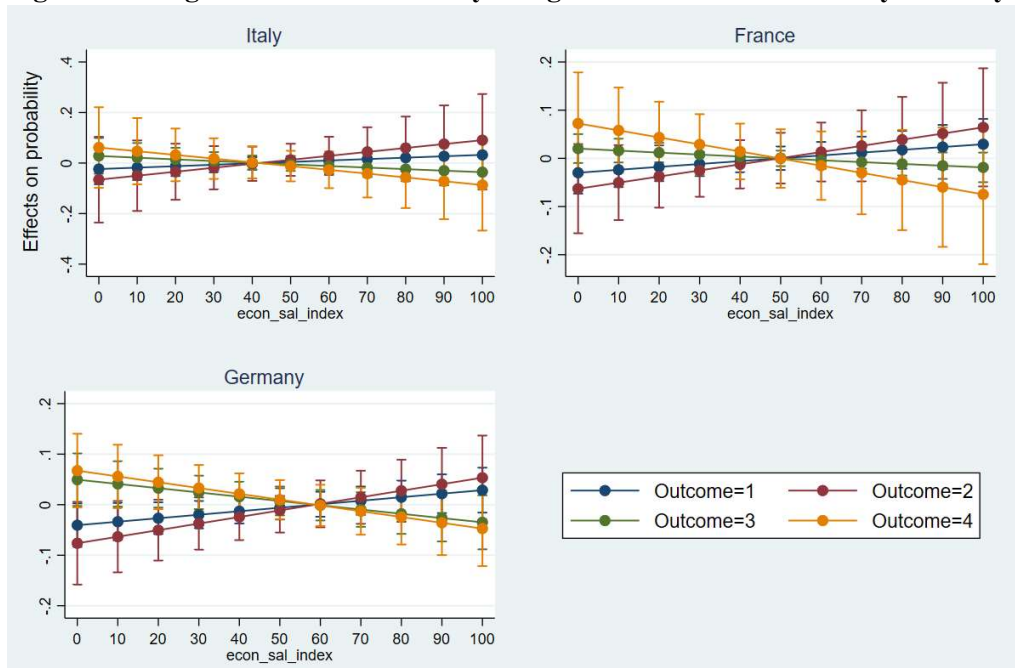 Italy
Effects on probability
.4
.2
0
-.2
-.4
0 10 20 30 40 50 60 70 80 90 100
econ_sal_index
France
.2
.1
0
-.1
-.2
0 10 20 30 40 50 60 70 80 90 100
econ_sal_index
Germany
.2
.1
0
-.1
-.2
0 10 20 30 40 50 60 70 80 90 100
econ_sal_index
Outcome=1 Outcome=2
Outcome=3 Outcome=4